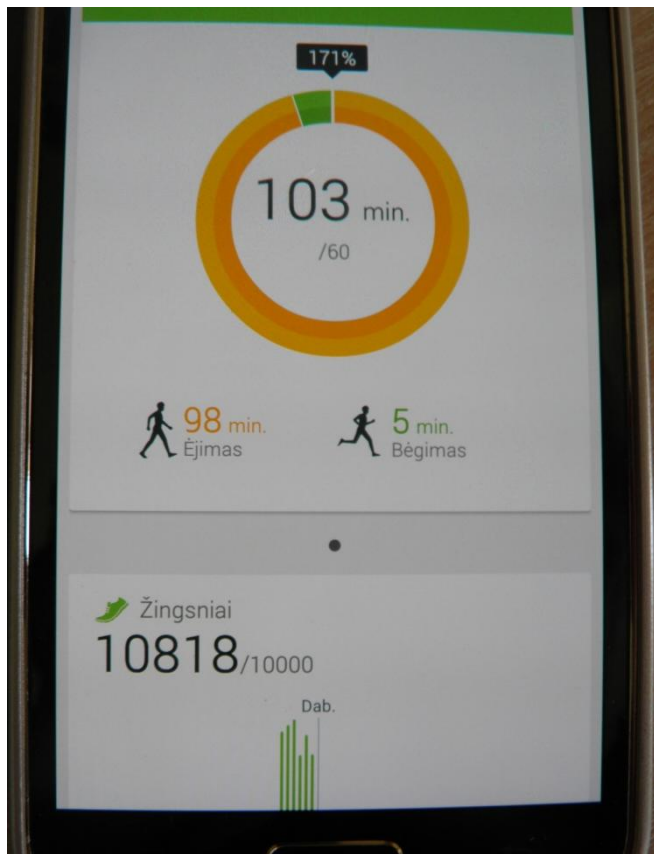 171%
103 min.
/60
98 min.
Ėjimas
5 min.
Bėgimas
Žingsniai
10818/10000
Dab.